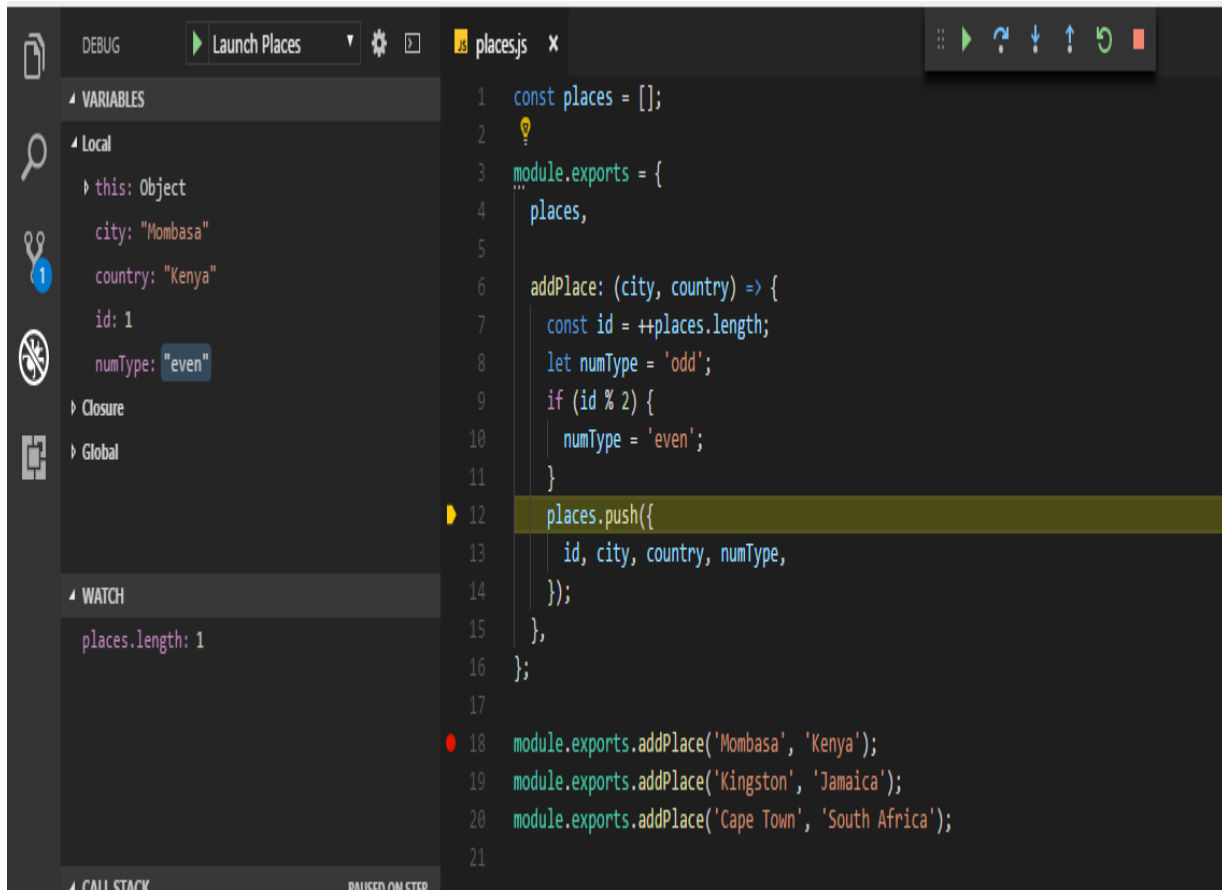 DEBUG
Launch Places
VARIABLES
Local
this: Object
city: "Mombasa"
country: "Kenya"
id: 1
numType: "even"
Closure
Global
WATCH
places.length: 1
CALL STACK
PAUSED ON STEP
1
JS places.js
1 const places = [];
2
3 module.exports = {
4 places,
5
6 addPlace: (city, country) => {
7 const id = ++places.length;
8 let numType = 'odd';
9 if (id % 2) {
10 numType = 'even';
11 }
12 places.push({
13 id, city, country, numType,
14 });
15 },
16 };
17
18 module.exports.addPlace('Mombasa', 'Kenya');
19 module.exports.addPlace('Kingston', 'Jamaica');
20 module.exports.addPlace('Cape Town', 'South Africa');
21